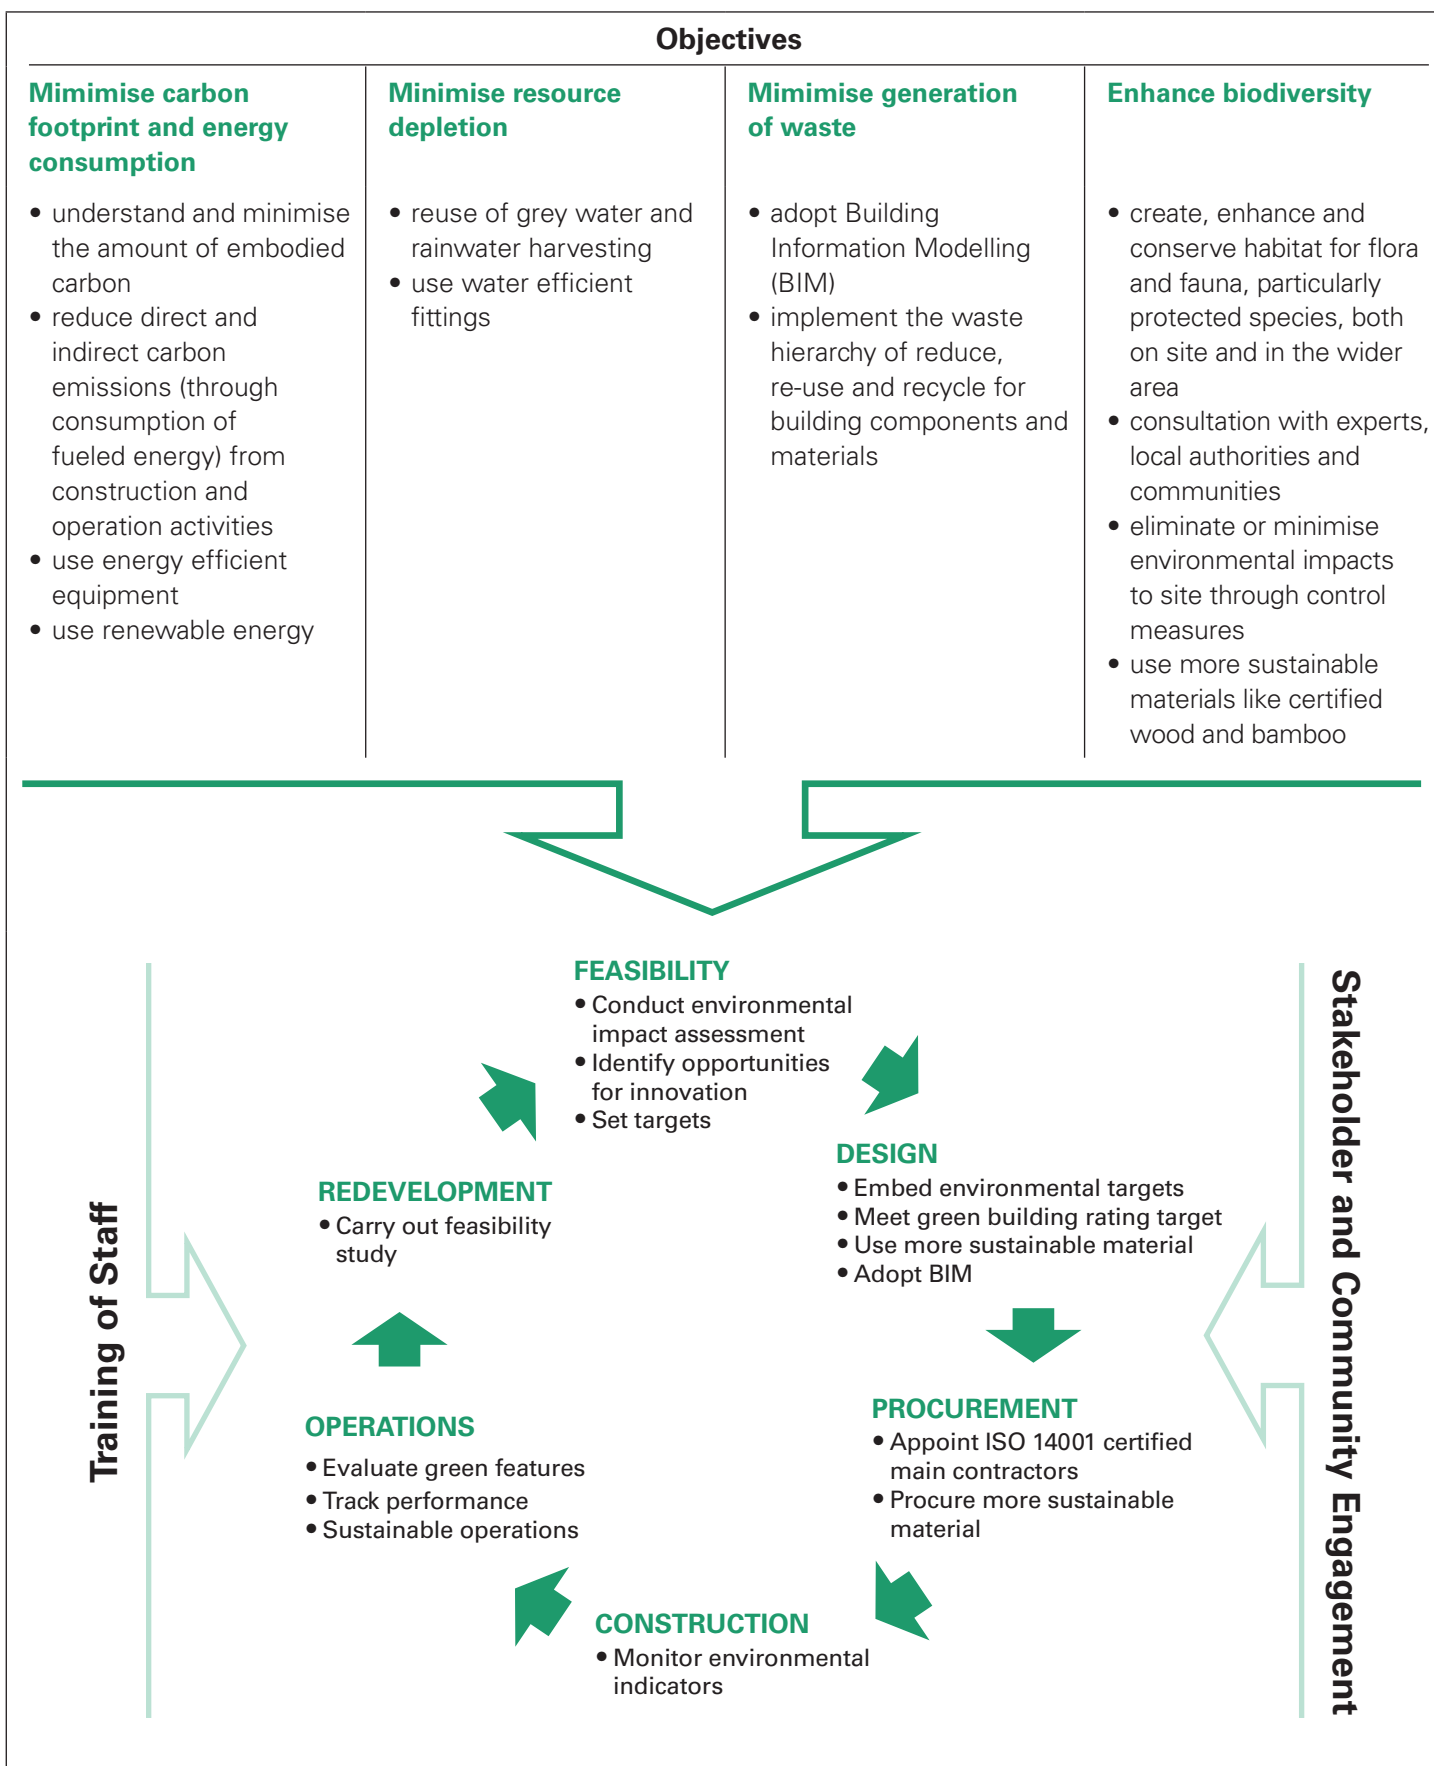 Objectives
Mimimise carbon
footprint and energy
consumption
• understand and minimise
the amount of embodied
carbon
• reduce direct and
indirect carbon
emissions (through
consumption of
fueled energy) from
construction and
operation activities
• use energy efficient
equipment
• use renewable energy
Minimise resource
depletion
• reuse of grey water and
rainwater harvesting
• use water efficient
fittings
Mimimise generation
of waste
• adopt Building
Information Modelling
(BIM)
• implement the waste
hierarchy of reduce,
re-use and recycle for
building components and
materials
Enhance biodiversity
• create, enhance and
conserve habitat for flora
and fauna, particularly
protected species, both
on site and in the wider
area
• consultation with experts,
local authorities and
communities
• eliminate or minimise
environmental impacts
to site through control
measures
• use more sustainable
materials like certified
wood and bamboo
FEASIBILITY
• Conduct environmental
impact assessment
• Identify opportunities
for innovation
• Set targets
DESIGN
• Embed environmental targets
• Meet green building rating target
• Use more sustainable material
• Adopt BIM
PROCUREMENT
• Appoint ISO 14001 certified
main contractors
• Procure more sustainable
material
CONSTRUCTION
• Monitor environmental
indicators
OPERATIONS
• Evaluate green features
• Track performance
• Sustainable operations
REDEVELOPMENT
• Carry out feasibility
study
Training of Staff
Stakeholder and Community Engagement